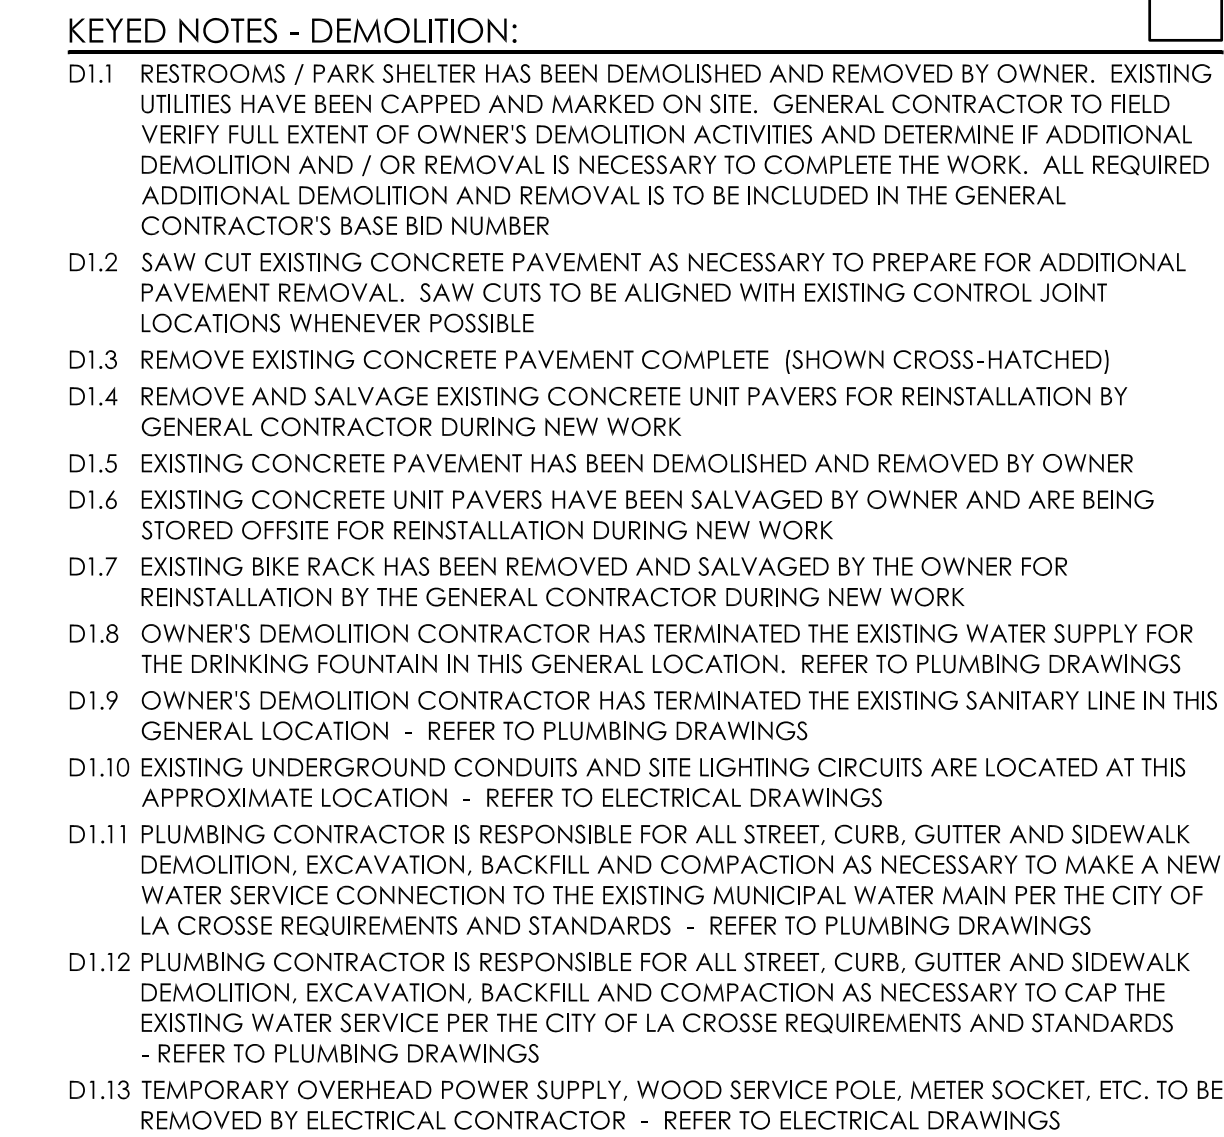 KEYED NOTES - DEMOLITION:
D1.1 RESTROOMS / PARK SHELTER HAS BEEN DEMOLISHED AND REMOVED BY OWNER. EXISTING
UTILITIES HAVE BEEN CAPPED AND MARKED ON SITE. GENERAL CONTRACTOR TO FIELD
VERIFY FULL EXTENT OF OWNER'S DEMOLITION ACTIVITIES AND DETERMINE IF ADDITIONAL
DEMOLITION AND / OR REMOVAL IS NECESSARY TO COMPLETE THE WORK. ALL REQUIRED
ADDITIONAL DEMOLITION AND REMOVAL IS TO BE INCLUDED IN THE GENERAL
CONTRACTOR'S BASE BID NUMBER
D1.2 SAW CUT EXISTING CONCRETE PAVEMENT AS NECESSARY TO PREPARE FOR ADDITIONAL
PAVEMENT REMOVAL. SAW CUTS TO BE ALIGNED WITH EXISTING CONTROL JOINT
LOCATIONS WHENEVER POSSIBLE
D1.3 REMOVE EXISTING CONCRETE PAVEMENT COMPLETE (SHOWN CROSS-HATCHED)
D1.4 REMOVE AND SALVAGE EXISTING CONCRETE UNIT PAVERS FOR REINSTALLATION BY
GENERAL CONTRACTOR DURING NEW WORK
D1.5 EXISTING CONCRETE PAVEMENT HAS BEEN DEMOLISHED AND REMOVED BY OWNER
D1.6 EXISTING CONCRETE UNIT PAVERS HAVE BEEN SALVAGED BY OWNER AND ARE BEING
STORED OFFSITE FOR REINSTALLATION DURING NEW WORK
D1.7 EXISTING BIKE RACK HAS BEEN REMOVED AND SALVAGED BY THE OWNER FOR
REINSTALLATION BY THE GENERAL CONTRACTOR DURING NEW WORK
D1.8 OWNER'S DEMOLITION CONTRACTOR HAS TERMINATED THE EXISTING WATER SUPPLY FOR
THE DRINKING FOUNTAIN IN THIS GENERAL LOCATION. REFER TO PLUMBING DRAWINGS
D1.9 OWNER'S DEMOLITION CONTRACTOR HAS TERMINATED THE EXISTING SANITARY LINE IN THIS
GENERAL LOCATION - REFER TO PLUMBING DRAWINGS
D1.10 EXISTING UNDERGROUND CONDUITS AND SITE LIGHTING CIRCUITS ARE LOCATED AT THIS
APPROXIMATE LOCATION - REFER TO ELECTRICAL DRAWINGS
D1.11 PLUMBING CONTRACTOR IS RESPONSIBLE FOR ALL STREET, CURB, GUTTER AND SIDEWALK
DEMOLITION, EXCAVATION, BACKFILL AND COMPACTION AS NECESSARY TO MAKE A NEW
WATER SERVICE CONNECTION TO THE EXISTING MUNICIPAL WATER MAIN PER THE CITY OF
LA CROSSE REQUIREMENTS AND STANDARDS - REFER TO PLUMBING DRAWINGS
D1.12 PLUMBING CONTRACTOR IS RESPONSIBLE FOR ALL STREET, CURB, GUTTER AND SIDEWALK
DEMOLITION, EXCAVATION, BACKFILL AND COMPACTION AS NECESSARY TO CAP THE
EXISTING WATER SERVICE PER THE CITY OF LA CROSSE REQUIREMENTS AND STANDARDS
- REFER TO PLUMBING DRAWINGS
D1.13 TEMPORARY OVERHEAD POWER SUPPLY, WOOD SERVICE POLE, METER SOCKET, ETC. TO BE
REMOVED BY ELECTRICAL CONTRACTOR - REFER TO ELECTRICAL DRAWINGS